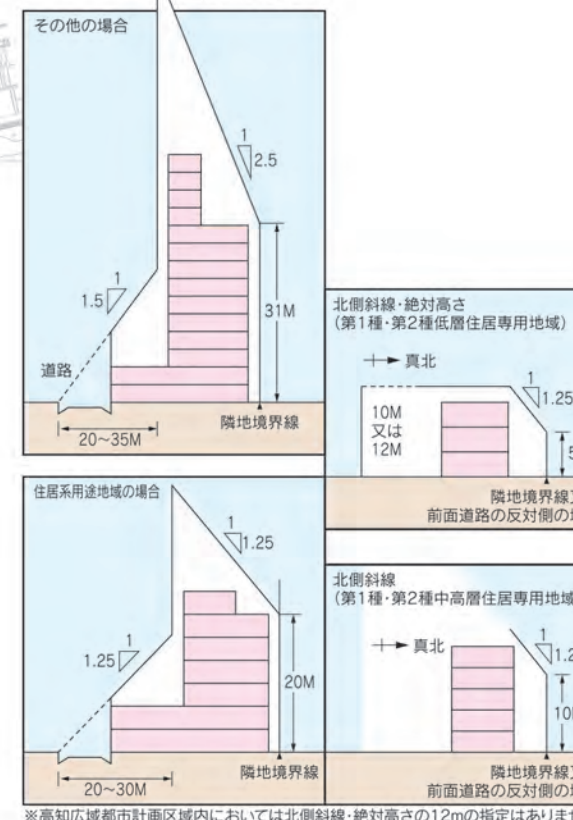 その他の場合
1
2.5
1
1.5
31M
道路
隣地境界線
20~35M
住居系用途地域の場合
1
1.25
1
1.25
20M
隣地境界線
20~30M
北側斜線・絶対高さ
(第1種・第2種低層住居専用地域)
真北
1
1.25
10M
又は
12M
5
隣地境界線
前面道路の反対側の
北側斜線
(第1種・第2種中高層住居専用地域
真北
1
1.2
10
隣地境界線
前面道路の反対側の
※高知広域都市計画区域内においては北側斜線・絶対高さの12mの指定はありませ